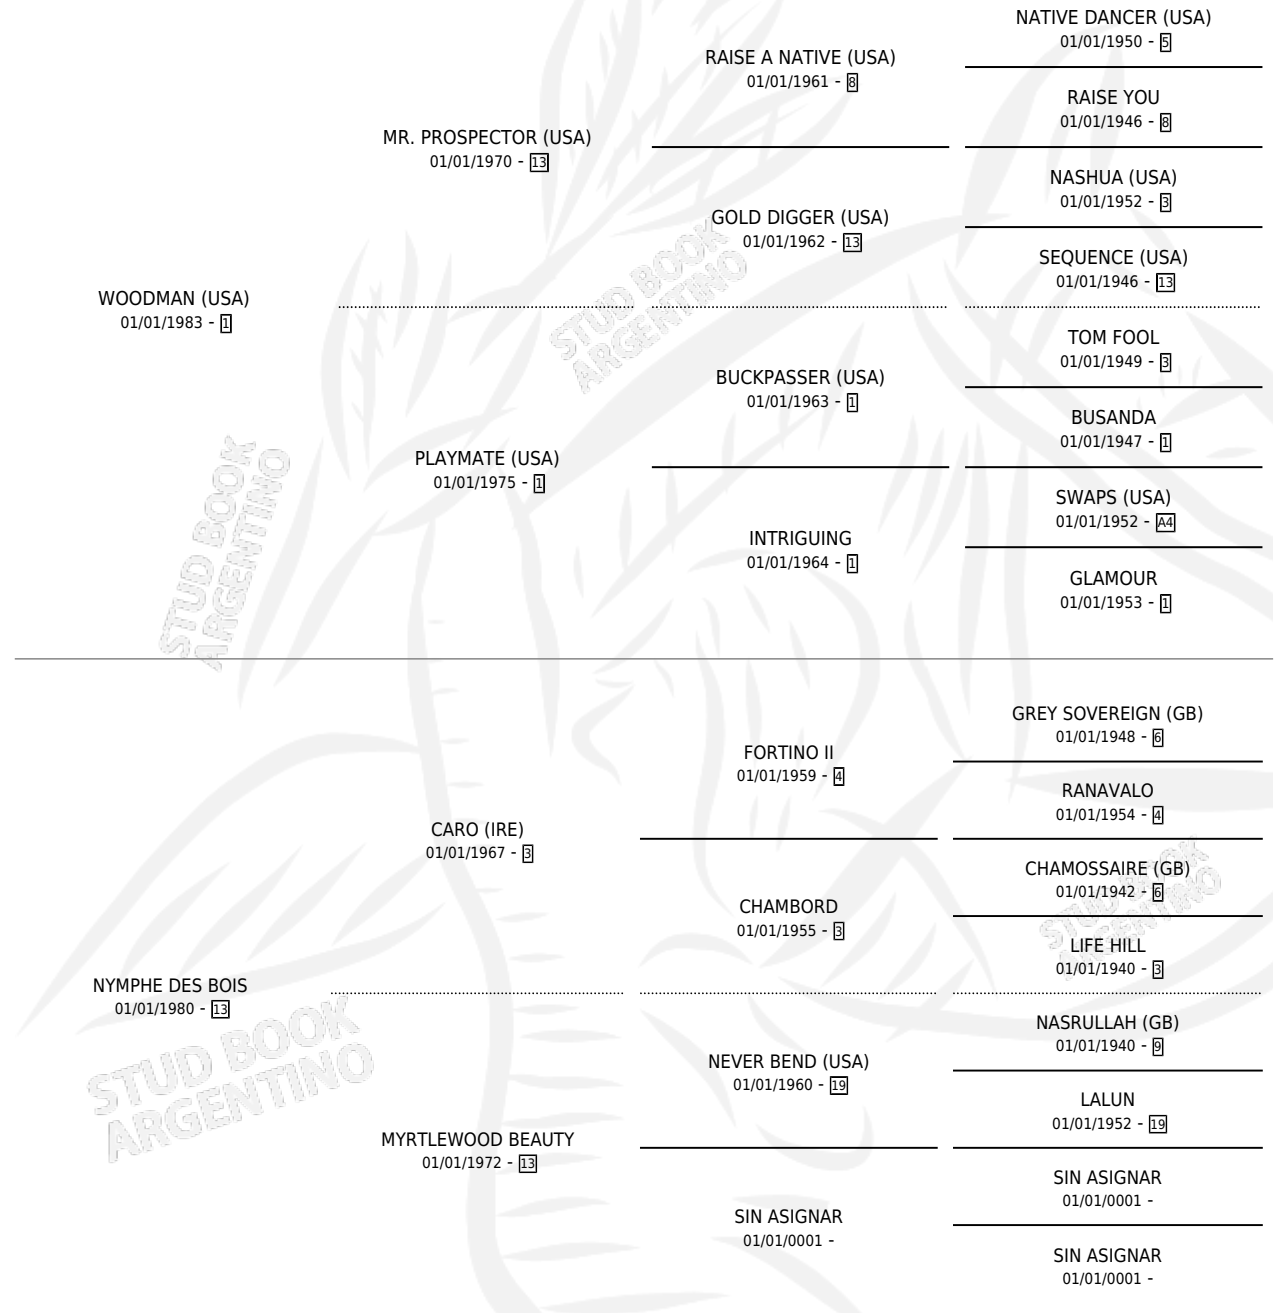 NATIVE DANCER (USA)
01/01/1950 - 5
RAISE A NATIVE (USA)
01/01/1961 - 8
RAISE YOU
01/01/1946 - 8
MR. PROSPECTOR (USA)
01/01/1970 - 13
NASHUA (USA)
01/01/1952 - 3
GOLD DIGGER (USA)
01/01/1962 - 13
SEQUENCE (USA)
01/01/1946 - 13
WOODMAN (USA)
01/01/1983 - 1
STUD BOOK
ARGENTINO
TOM FOOL
01/01/1949 - 3
BUCKPASSER (USA)
01/01/1963 - 1
BUSANDA
01/01/1947 - 1
PLAYMATE (USA)
01/01/1975 - 1
STUD BOOK
ARGENTINO
SWAPS (USA)
01/01/1952 - A4
INTRIGUING
01/01/1964 - 1
GLAMOUR
01/01/1953 - 1
GREY SOVEREIGN (GB)
01/01/1948 - 6
FORTINO II
01/01/1959 - 4
RANAVALO
01/01/1954 - 4
CARO (IRE)
01/01/1967 - 3
CHAMOSSAIRE (GB)
01/01/1942 - 6
STUD BOOK
ARGENTINO
CHAMBORD
01/01/1955 - 3
LIFE HILL
01/01/1940 - 3
NYMPHE DES BOIS
01/01/1980 - 13
STUD BOOK
ARGENTINO
NASRULLAH (GB)
01/01/1940 - 9
NEVER BEND (USA)
01/01/1960 - 19
LALUN
01/01/1952 - 19
MYRTLEWOOD BEAUTY
01/01/1972 - 13
SIN ASIGNAR
01/01/0001 -
SIN ASIGNAR
01/01/0001 -
SIN ASIGNAR
01/01/0001 -